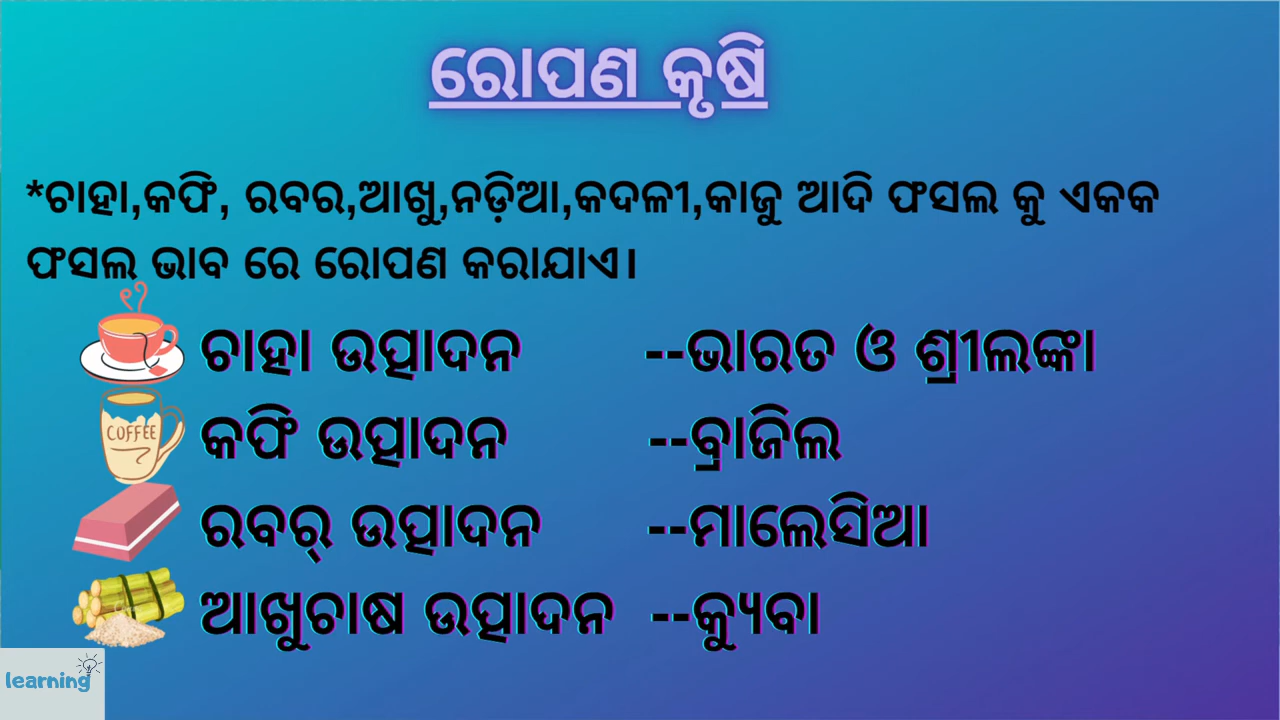 ରୋପଣ କୃଷି
*ଚାହା,କଫି, ରବର,ଆଖୁ,ନଡ଼ିଆ,କଦଳୀ,କାଜୁ ଆଦି ଫସଲ କୁ ଏକକ
ଫସଲ ଭାବ ରେ ରୋପଣ କରାଯାଏ।
ଚାହା ଉତ୍ପାଦନ --ଭାରତ ଓ ଶ୍ରୀଲଙ୍କା
COFFEE
କଫି ଉତ୍ପାଦନ --ବ୍ରାଜିଲ
ରବର୍ ଉତ୍ପାଦନ --ମାଲେସିଆ
ଆଖୁଚାଷ ଉତ୍ପାଦନ --କ୍ୟୁବା
learning